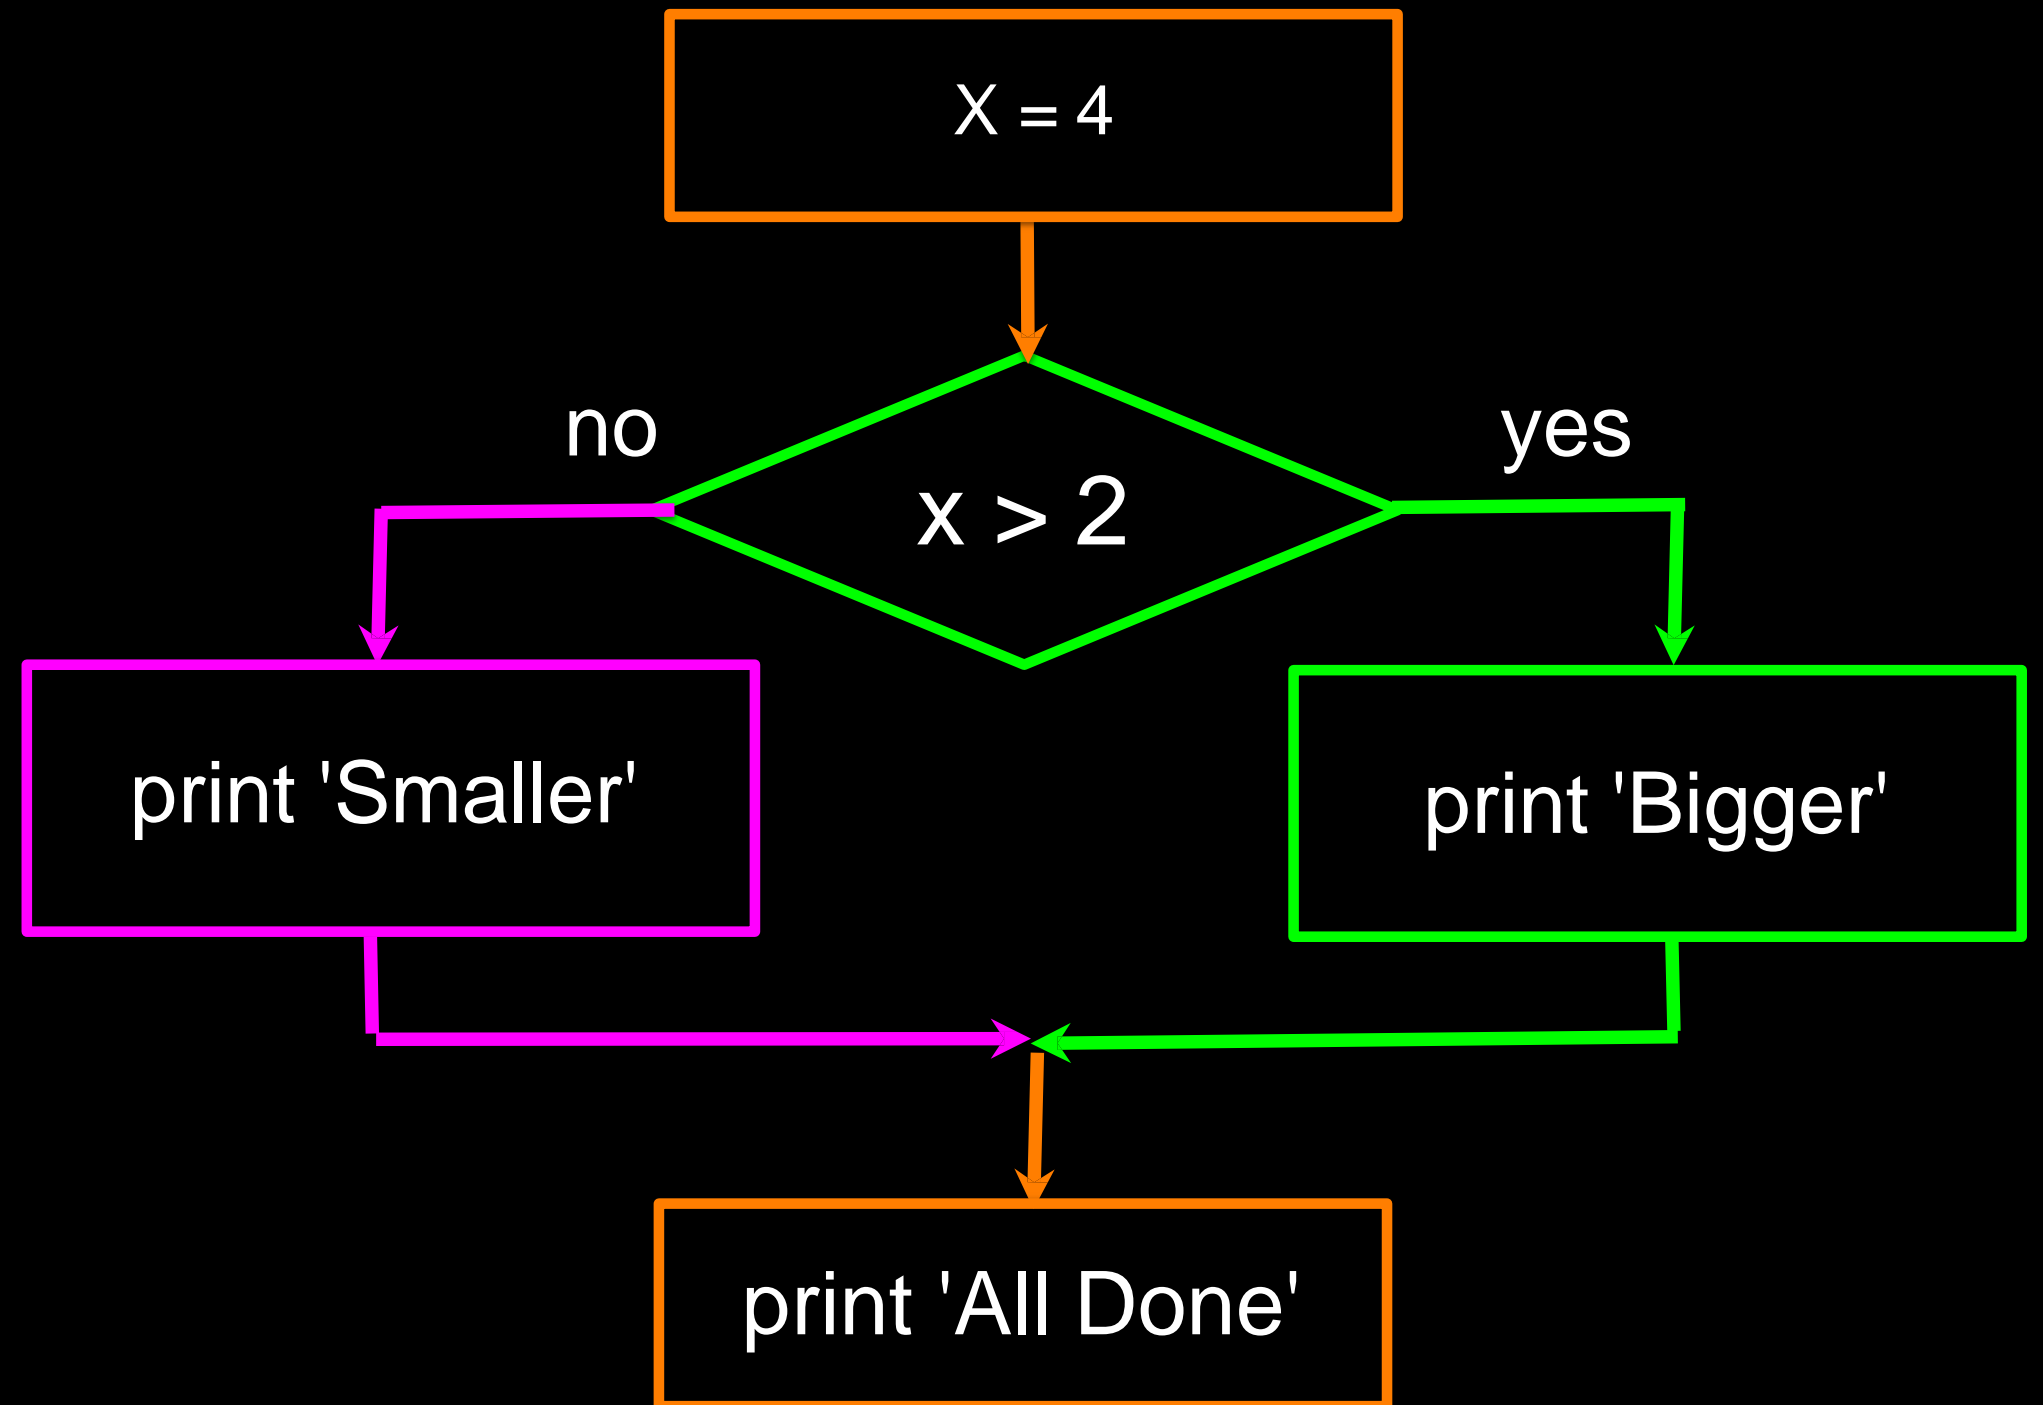 X = 4
no
yes
x > 2
print 'Smaller'
print 'Bigger'
print 'All Done'